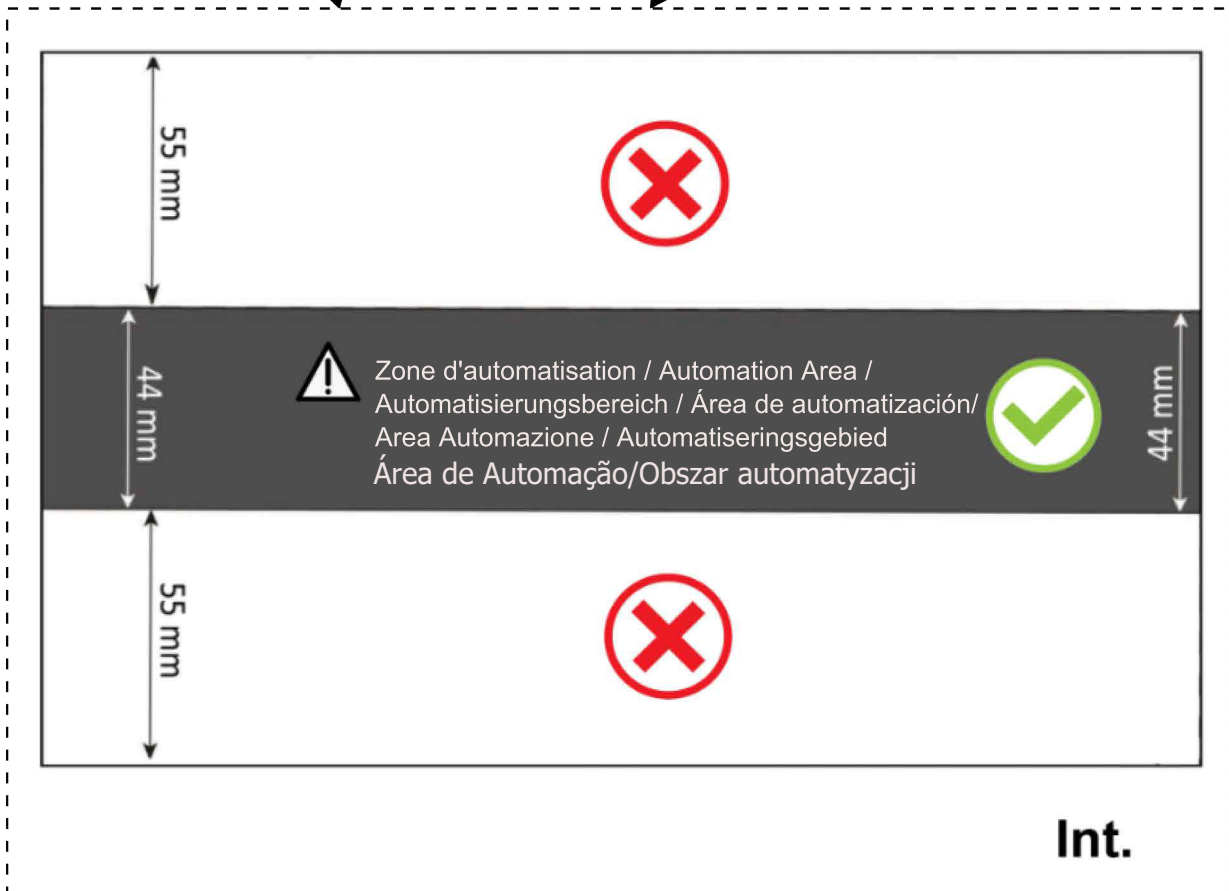 55 mm
44 mm
Zone d'automatisation / Automation Area /
Automatisierungsbereich / Área de automatización/
Area Automazione / Automatiseringsgebied
Área de Automação/Obszar automatyzacji
44 mm
55 mm
Int.